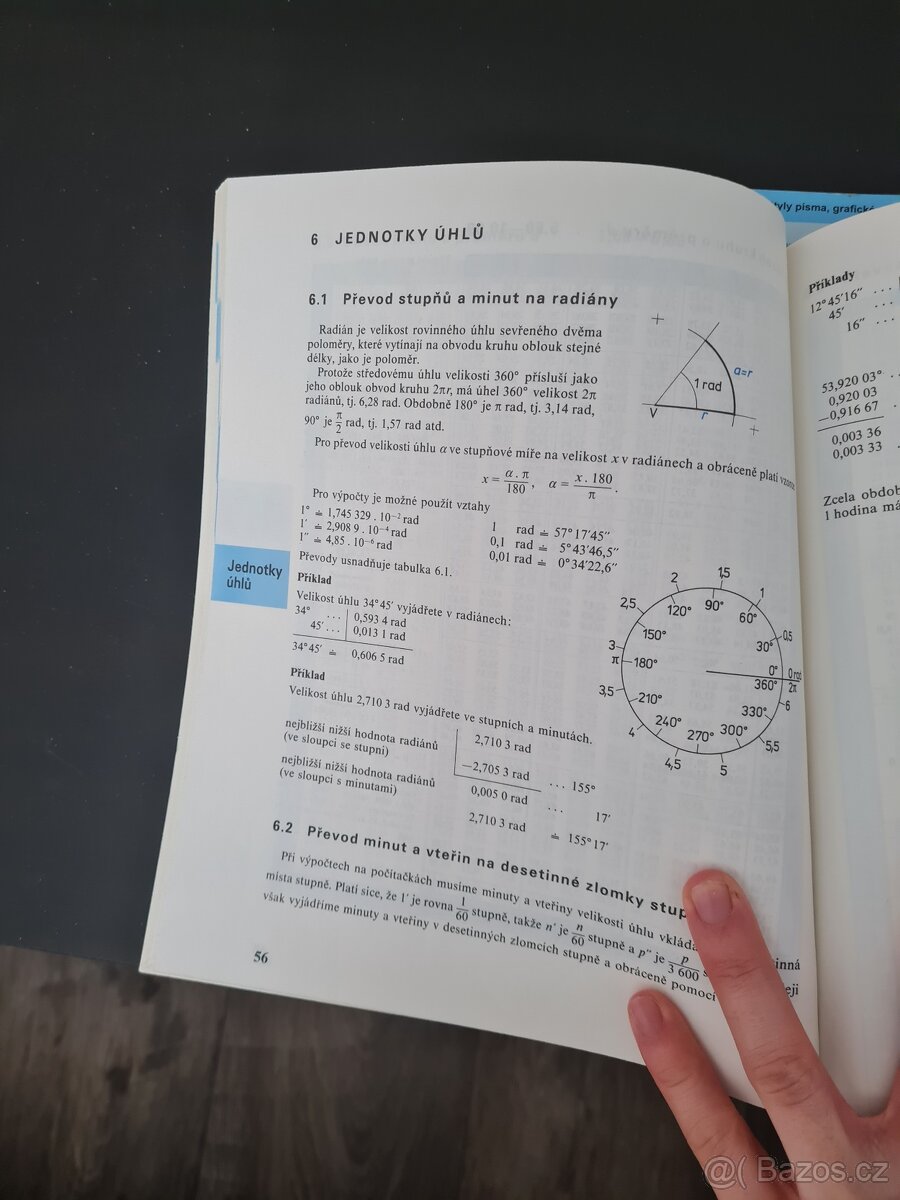 6 JEDNOTKY ÚHLŮ
6.1 Převod stupňů a minut na radiány
Radián je velikost rovinného úhlu sevřeného dvěma
poloměry, které vytínají na obvodu kruhu oblouk stejné
délky, jako je poloměr.
Protože středovému úhlu velikosti 360° přísluší jako
jeho oblouk obvod kruhu 2πr, má úhel 360° velikost 2π
radiánů, tj. 6,28 rad. Obdobně 180° je π rad, tj. 3,14 rad,
90° je π/2 rad, tj. 1,57 rad atd.
a=r
1 rad
V
r
Pro převod velikosti úhlu α ve stupňové míře na velikost x v radiánech a obráceně platí
x = α . π / 180 , α = x . 180 / π .
Pro výpočty je možné použít vztahy
1° ≐ 1,745 329 . 10⁻² rad
1′ ≐ 2,908 9 . 10⁻⁴ rad
1″ ≐ 4,85 . 10⁻⁶ rad
1 rad ≐ 57°17′45″
0,1 rad ≐ 5°43′46,5″
0,01 rad ≐ 0°34′22,6″
Převody usnadňuje tabulka 6.1.
Příklad
Velikost úhlu 34°45′ vyjádřete v radiánech:
34° ... 0,593 4 rad
45′ ... 0,013 1 rad
34°45′ ≐ 0,606 5 rad
Příklad
Velikost úhlu 2,710 3 rad vyjádřete ve stupních a minutách.
nejbližší nižší hodnota radiánů
(ve sloupci se stupni)
nejbližší nižší hodnota radiánů
(ve sloupci s minutami)
2,710 3 rad
−2,705 3 rad ... 155°
0,005 0 rad ... 17′
2,710 3 rad ≐ 155°17′
2 1,5 1
2,5 120° 90° 60°
150° 30° 0,5
3
π 180° 0° 0 rad
360° 2π
3,5 210° 330° 6
4 240° 270° 300° 5,5
4,5 5
Jednotky
úhlů
6.2 Převod minut a vteřin na desetinné zlomky
Při výpočtech na počítačkách musíme minuty a vteřiny velikosti úhlu
místa stupně. Platí sice, že 1′ je rovna 1/60 stupně, takže n′ je n/60 stupně a p″ je p/3 600
však vyjádříme minuty a vteřiny v desetinných zlomcích stupně a obráceně pomocí
56
písma,
Příklady
12°45′16″ ...
45′ ...
16″ ...
53,920 03°
0,920 03
−0,916 67
0,003 36
0,003 33
Zcela
1 hodina má
@( Bazos.cz